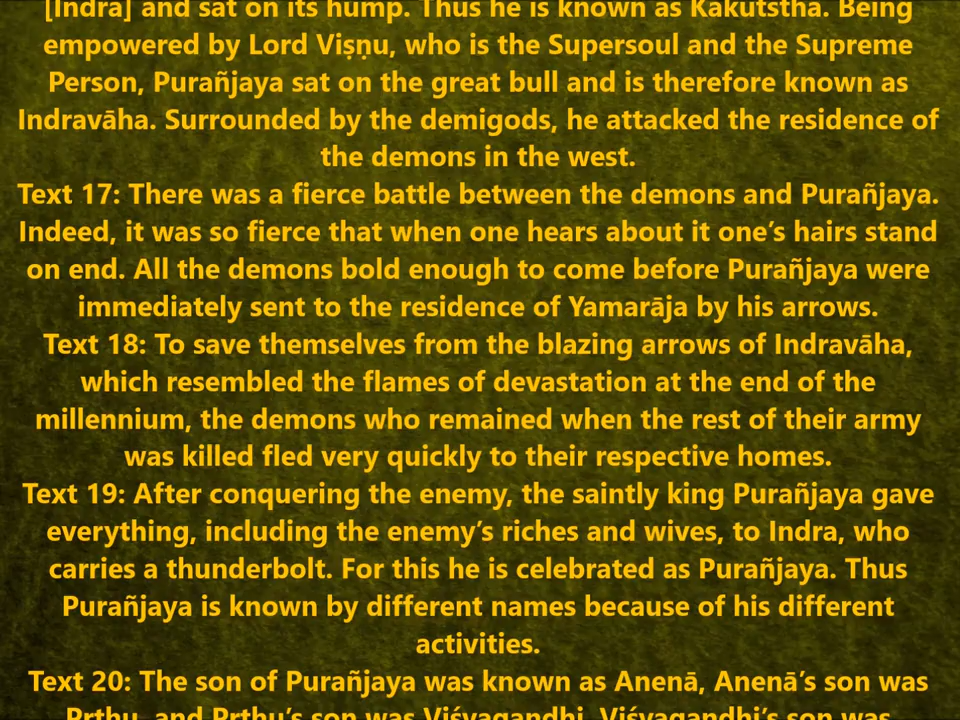 [Indra] and sat on its hump. Thus he is known as Kakutstha. Being
empowered by Lord Viṣṇu, who is the Supersoul and the Supreme
Person, Purañjaya sat on the great bull and is therefore known as
Indravāha. Surrounded by the demigods, he attacked the residence of
the demons in the west.
Text 17: There was a fierce battle between the demons and Purañjaya.
Indeed, it was so fierce that when one hears about it one’s hairs stand
on end. All the demons bold enough to come before Purañjaya were
immediately sent to the residence of Yamarāja by his arrows.
Text 18: To save themselves from the blazing arrows of Indravāha,
which resembled the flames of devastation at the end of the
millennium, the demons who remained when the rest of their army
was killed fled very quickly to their respective homes.
Text 19: After conquering the enemy, the saintly king Purañjaya gave
everything, including the enemy’s riches and wives, to Indra, who
carries a thunderbolt. For this he is celebrated as Purañjaya. Thus
Purañjaya is known by different names because of his different
activities.
Text 20: The son of Purañjaya was known as Anenā, Anenā’s son was
Pṛthu, and Pṛthu’s son was Viśvagandhi. Viśvagandhi’s son was